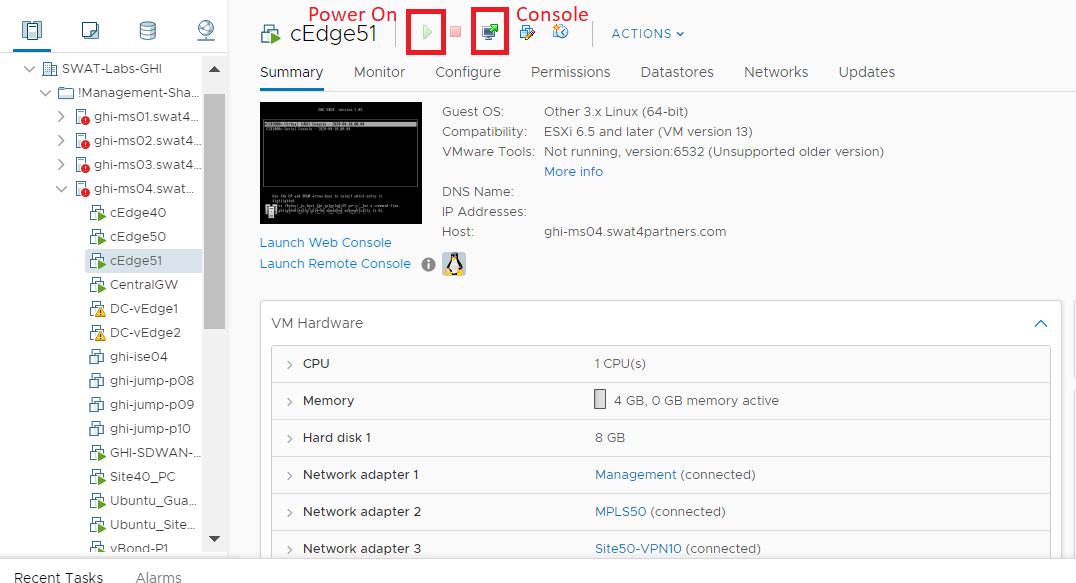 Power On
Console
cEdge51
ACTIONS
SWAT-Labs-GHI
!Management-Sha...
ghi-ms01.swat4...
ghi-ms02.swat4...
ghi-ms03.swat4...
ghi-ms04.swat...
cEdge40
cEdge50
cEdge51
CentralGW
DC-vEdge1
DC-vEdge2
ghi-ise04
ghi-jump-p08
ghi-jump-p09
ghi-jump-p10
GHI-SDWAN-...
Site40_PC
Ubuntu_Gua...
Ubuntu_Site...
vBond-P1
Summary Monitor Configure Permissions Datastores Networks Updates
Guest OS: Other 3.x Linux (64-bit)
Compatibility: ESXi 6.5 and later (VM version 13)
VMware Tools: Not running, version:6532 (Unsupported older version)
More info
DNS Name:
IP Addresses:
Host: ghi-ms04.swat4partners.com
Launch Web Console
Launch Remote Console
VM Hardware
CPU 1 CPU(s)
Memory 4 GB, 0 GB memory active
Hard disk 1 8 GB
Network adapter 1 Management (connected)
Network adapter 2 MPLS50 (connected)
Network adapter 3 Site50-VPN10 (connected)
Recent Tasks Alarms